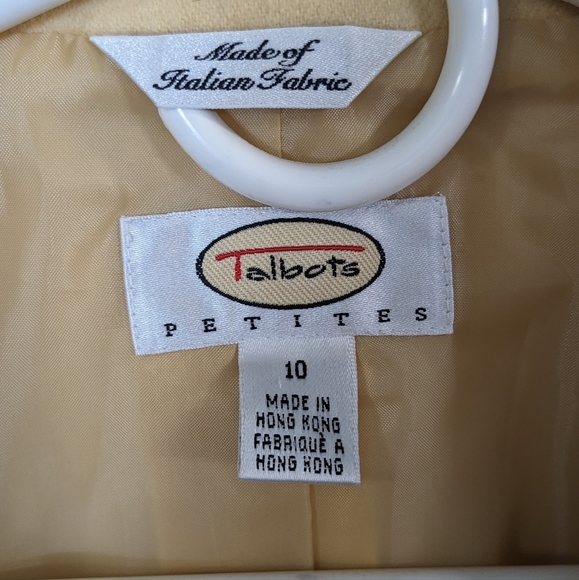 Made of
Italian Fabric
Talbots
PETITES
10
MADE IN
HONG KONG
FABRIQUÈ A
HONG KONG